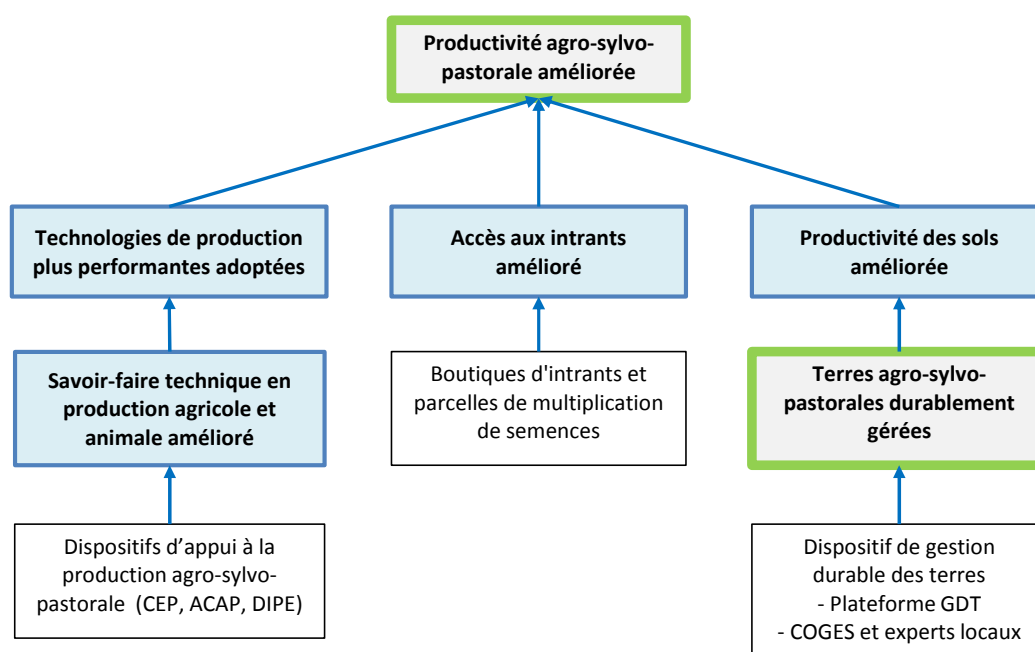 Productivité agro-sylvo-
pastorale améliorée
Technologies de production
plus performantes adoptées
Accès aux intrants
amélioré
Productivité des sols
améliorée
Savoir-faire technique en
production agricole et
animale amélioré
Boutiques d'intrants et
parcelles de multiplication
de semences
Terres agro-sylvo-
pastorales durablement
gérées
Dispositifs d’appui à la
production agro-sylvo-
pastorale (CEP, ACAP, DIPE)
Dispositif de gestion
durable des terres
- Plateforme GDT
- COGES et experts locaux